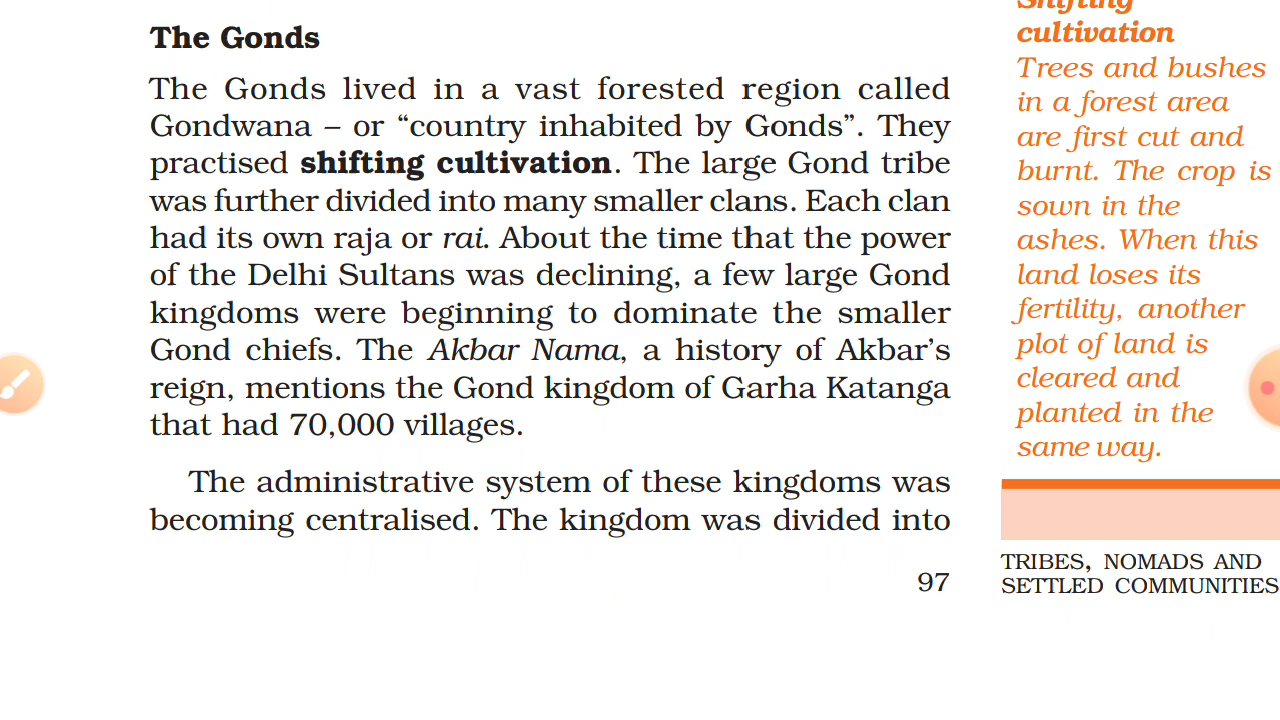 The Gonds
The Gonds lived in a vast forested region called
Gondwana – or “country inhabited by Gonds”. They
practised shifting cultivation. The large Gond tribe
was further divided into many smaller clans. Each clan
had its own raja or rai. About the time that the power
of the Delhi Sultans was declining, a few large Gond
kingdoms were beginning to dominate the smaller
Gond chiefs. The Akbar Nama, a history of Akbar’s
reign, mentions the Gond kingdom of Garha Katanga
that had 70,000 villages.
The administrative system of these kingdoms was
becoming centralised. The kingdom was divided into
97
Shifting
cultivation
Trees and bushes
in a forest area
are first cut and
burnt. The crop is
sown in the
ashes. When this
land loses its
fertility, another
plot of land is
cleared and
planted in the
same way.
TRIBES, NOMADS AND
SETTLED COMMUNITIES